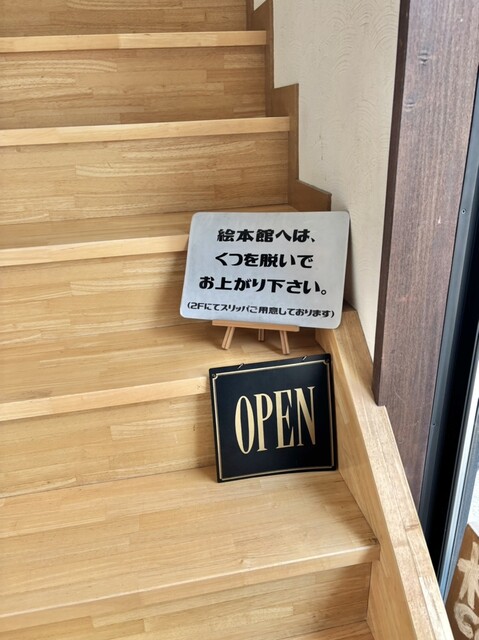 絵本館へは、
くつを脱いで
お上がり下さい。
(2Fにてスリッパご用意しております)
OPEN